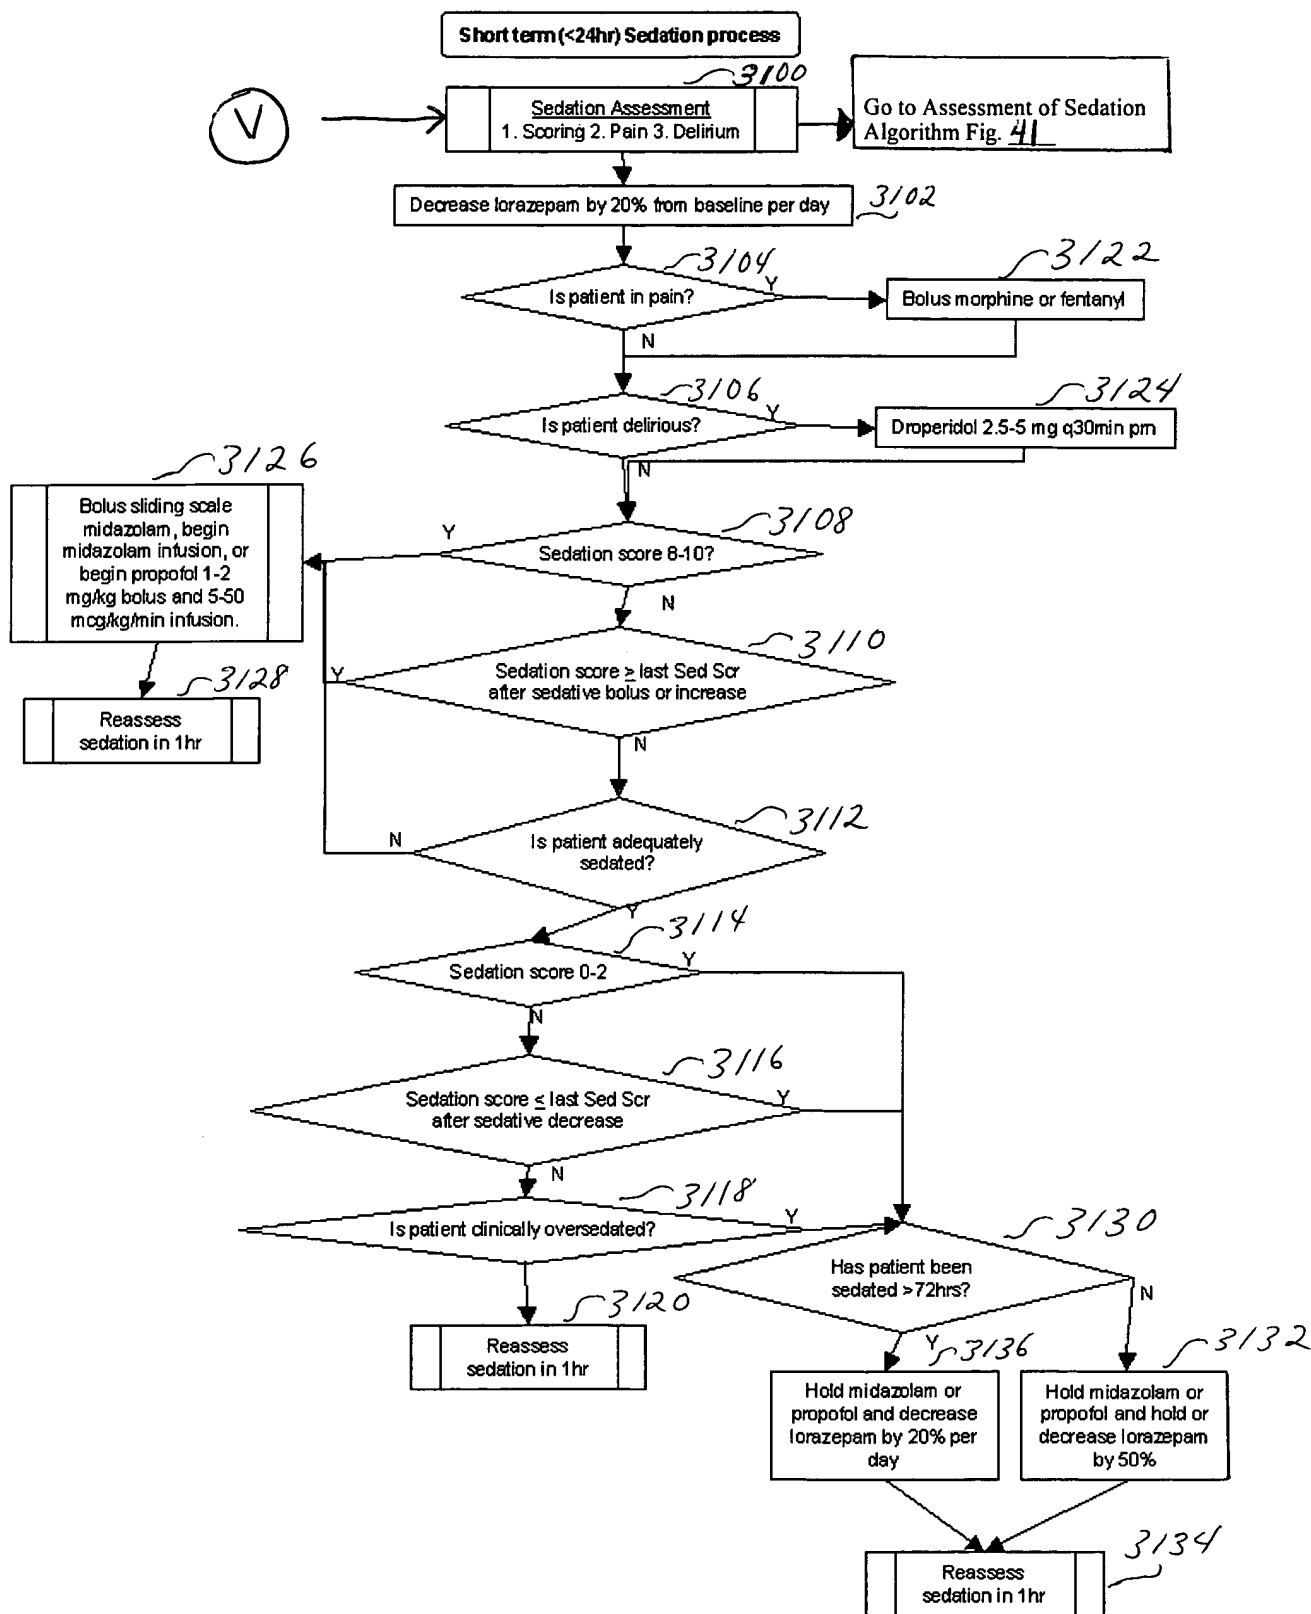 Short term (<24hr) Sedation process
3100
V
Sedation Assessment
1. Scoring 2. Pain 3. Delirium
Go to Assessment of Sedation
Algorithm Fig. 41
Decrease lorazepam by 20% from baseline per day
3102
3104
3122
Is patient in pain?
Y
Bolus morphine or fentanyl
N
3106
3124
Is patient delirious?
Y
Droperidol 2.5-5 mg q30min prn
N
3126
Bolus sliding scale
midazolam, begin
midazolam infusion, or
begin propofol 1-2
mg/kg bolus and 5-50
mcg/kg/min infusion.
3108
Y
Sedation score 8-10?
N
3110
Sedation score ≥ last Sed Scr
after sedative bolus or increase
Y
N
3128
Reassess
sedation in 1hr
3112
Is patient adequately
sedated?
N
Y
3114
Sedation score 0-2
Y
N
3116
Sedation score ≤ last Sed Scr
after sedative decrease
Y
N
3118
Is patient clinically oversedated?
Y
3130
Has patient been
sedated >72hrs?
N
Y
3120
Reassess
sedation in 1hr
3136
3132
Hold midazolam or
propofol and decrease
lorazepam by 20% per
day
Hold midazolam or
propofol and hold or
decrease lorazepam
by 50%
3134
Reassess
sedation in 1hr